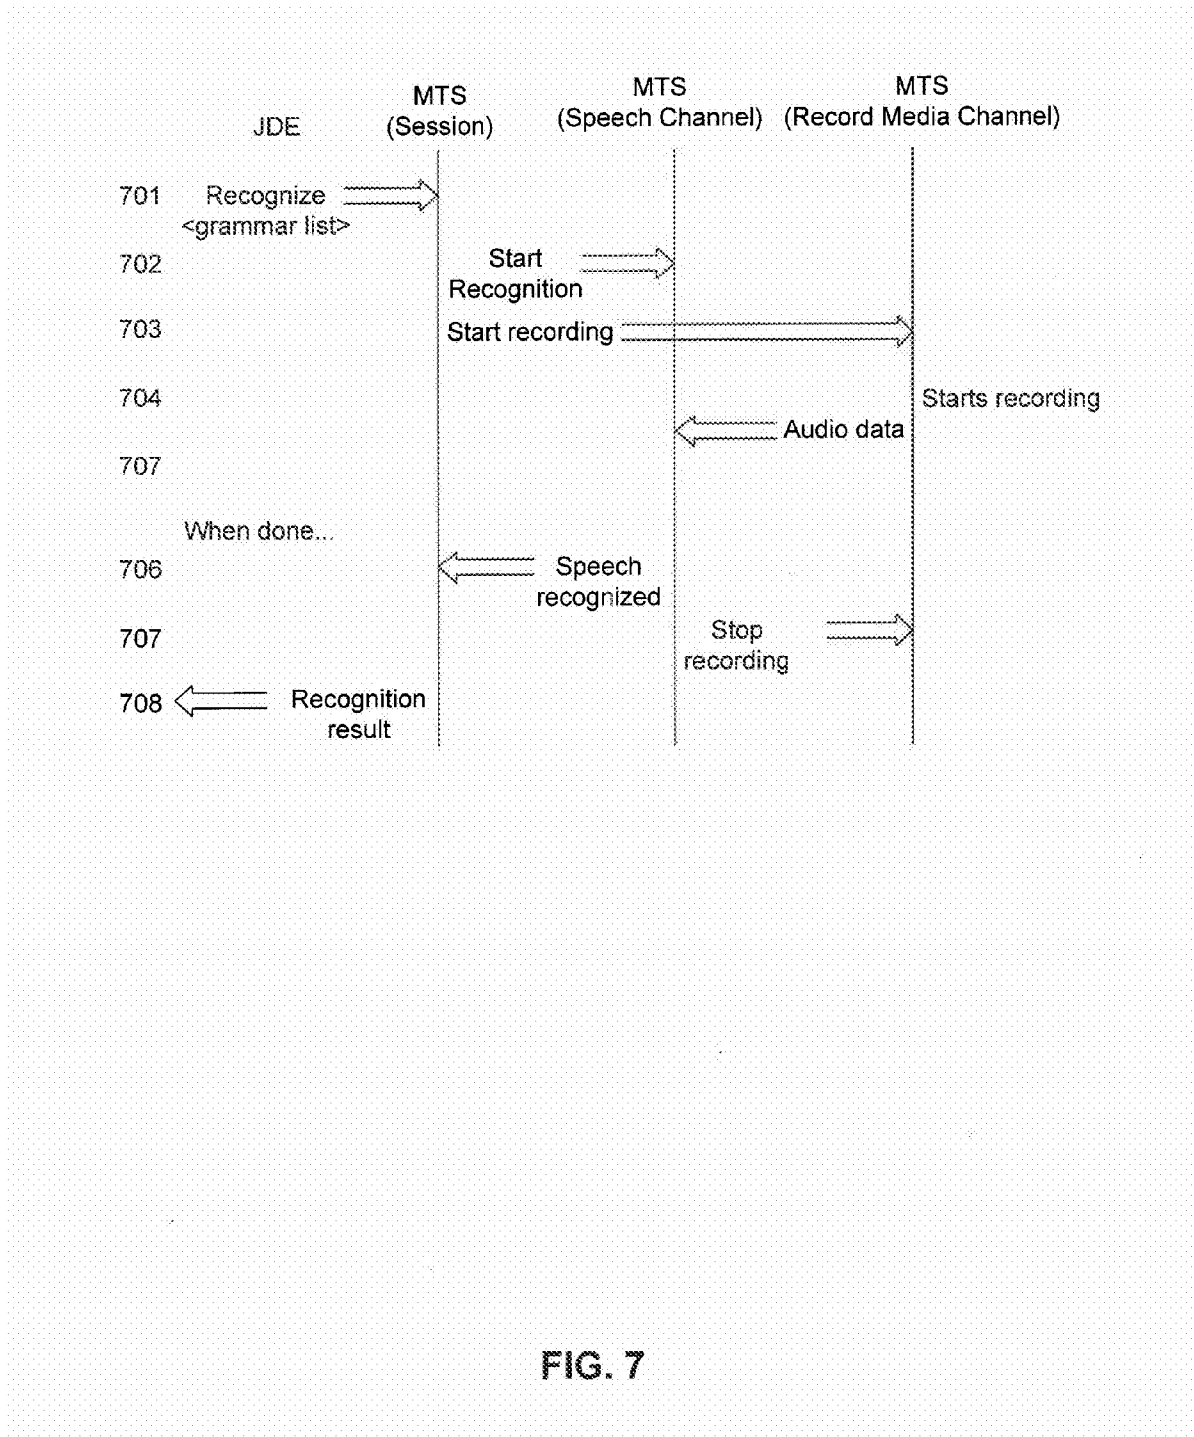 MTS
MTS
MTS
JDE
(Session)
(Speech Channel)
(Record Media Channel)
701 Recognize
<grammar list>
702 Start
Recognition
703 Start recording
704 Starts recording
Audio data
707
When done...
706 Speech
recognized
707 Stop
recording
708 Recognition
result
FIG. 7